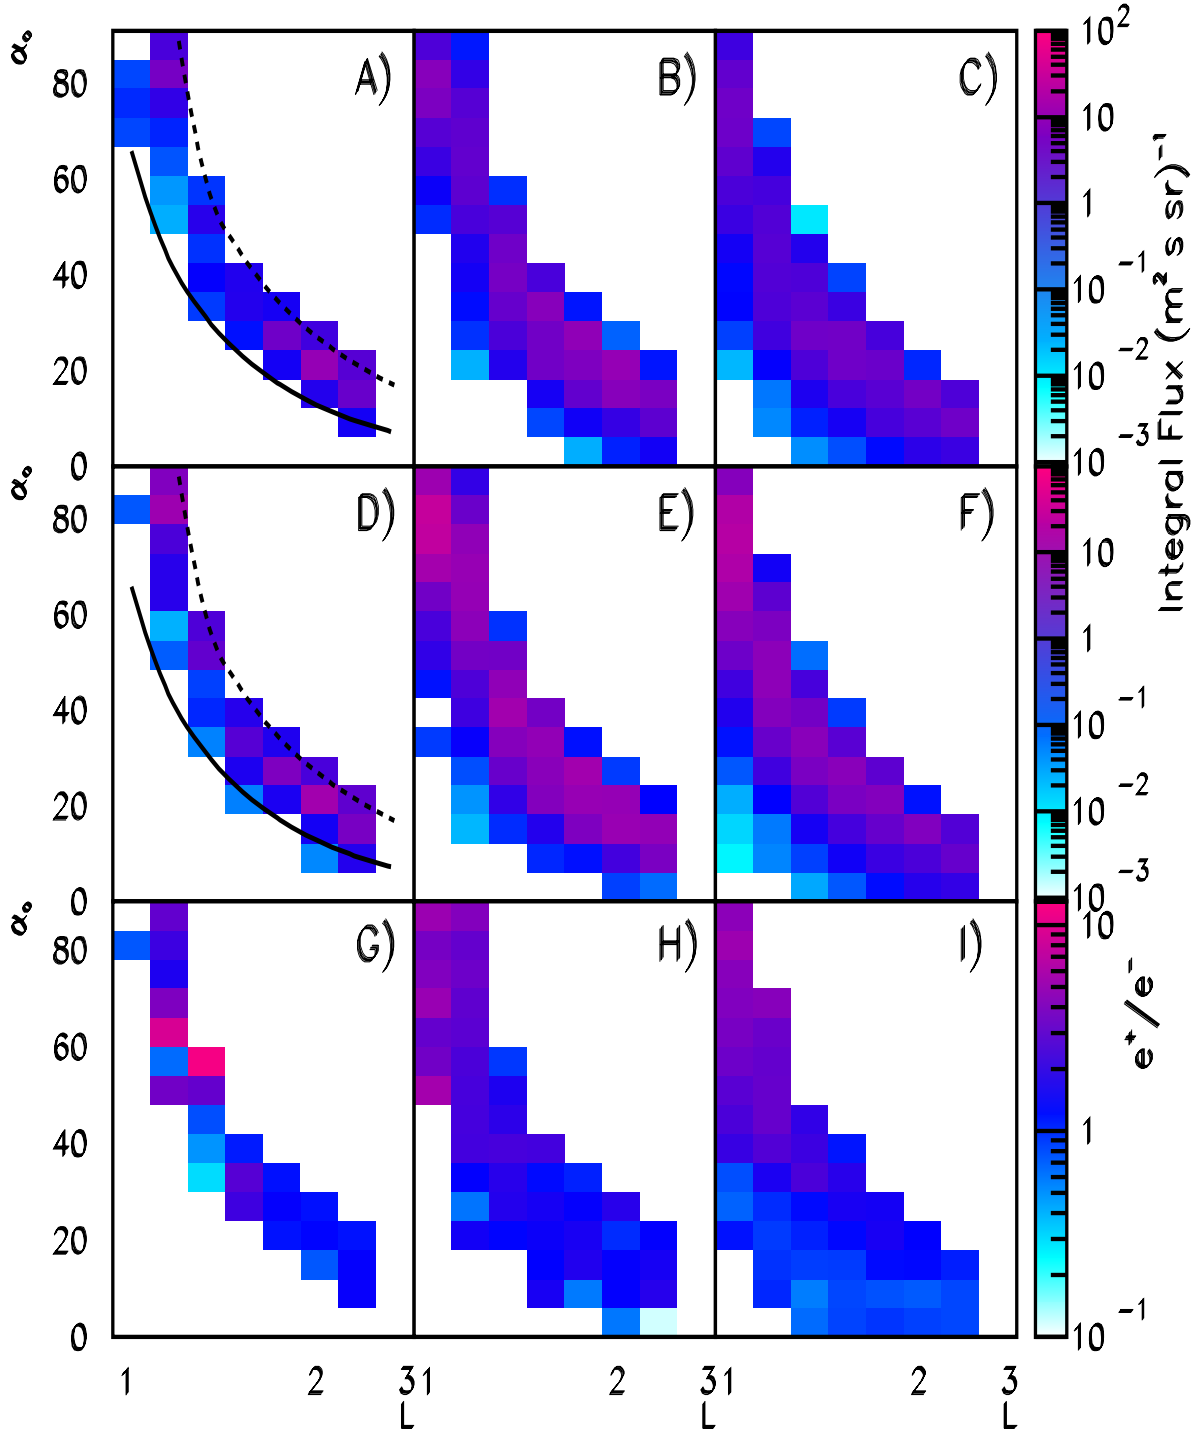 α₀ 80 60 40 20 0
A) B) C)
10² 10 1 10⁻¹ 10⁻² 10⁻³
Integral Flux (m² s sr)⁻¹
α₀ 80 60 40 20 0
D) E) F)
10 1 10⁻¹ 10⁻² 10⁻³
α₀ 80 60 40 20 0
G) H) I)
10 1 10⁻¹
e⁺/e⁻
1 2 3 1 2 3 1 2 3
L L L